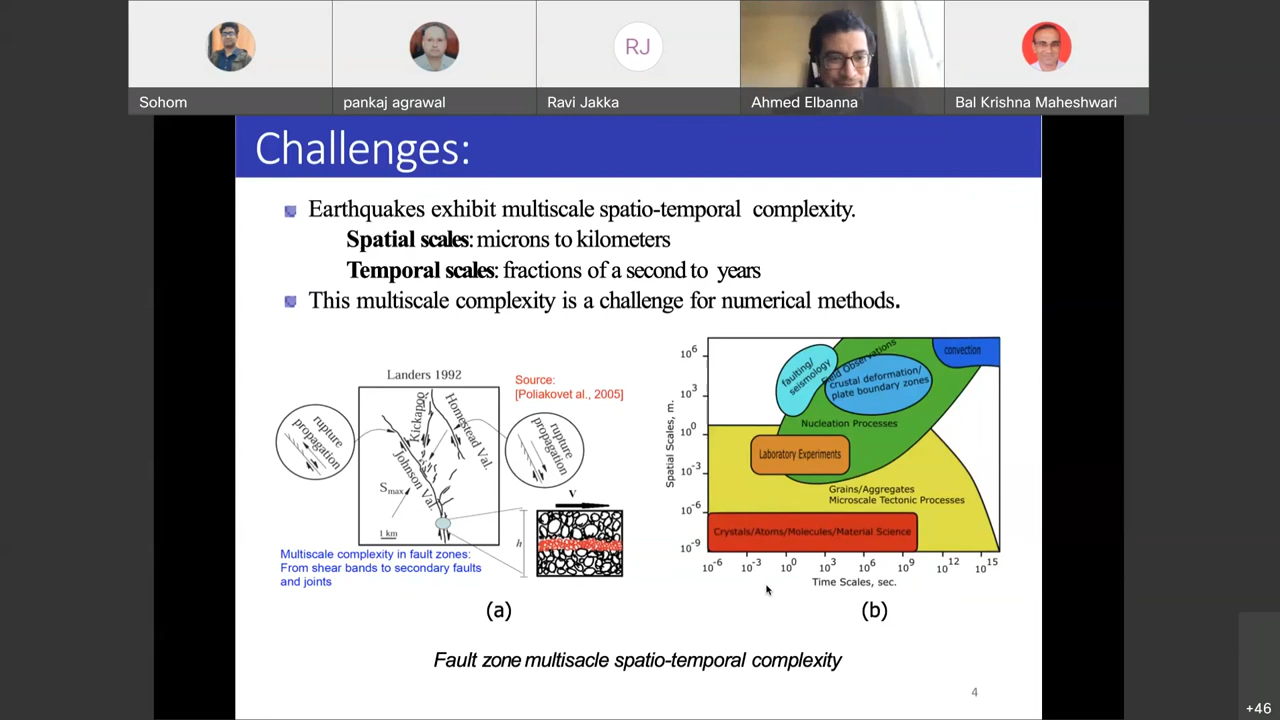 Sohom
pankaj agrawal
RJ
Ravi Jakka
Ahmed Elbanna
Bal Krishna Maheshwari
Challenges:
Earthquakes exhibit multiscale spatio-temporal complexity.
Spatial scales: microns to kilometers
Temporal scales: fractions of a second to years
This multiscale complexity is a challenge for numerical methods.
Landers 1992
Source:
[Poliakovet al., 2005]
rupture
propagation
Kickapoo
Homestead Val.
Johnson Val.
rupture
propagation
Smax
1 km
V
h
Multiscale complexity in fault zones:
From shear bands to secondary faults
and joints
(a)
Spatial Scales, m.
10^6
10^3
10^0
10^-3
10^-6
10^-9
faulting/
seismology
Field Observations
convection
crustal deformation/
plate boundary zones
Nucleation Processes
Laboratory Experiments
Grains/Aggregates
Microscale Tectonic Processes
Crystals/Atoms/Molecules/Material Science
10^-6 10^-3 10^0 10^3 10^6 10^9 10^12 10^15
Time Scales, sec.
(b)
Fault zone multisacle spatio-temporal complexity
4
+46